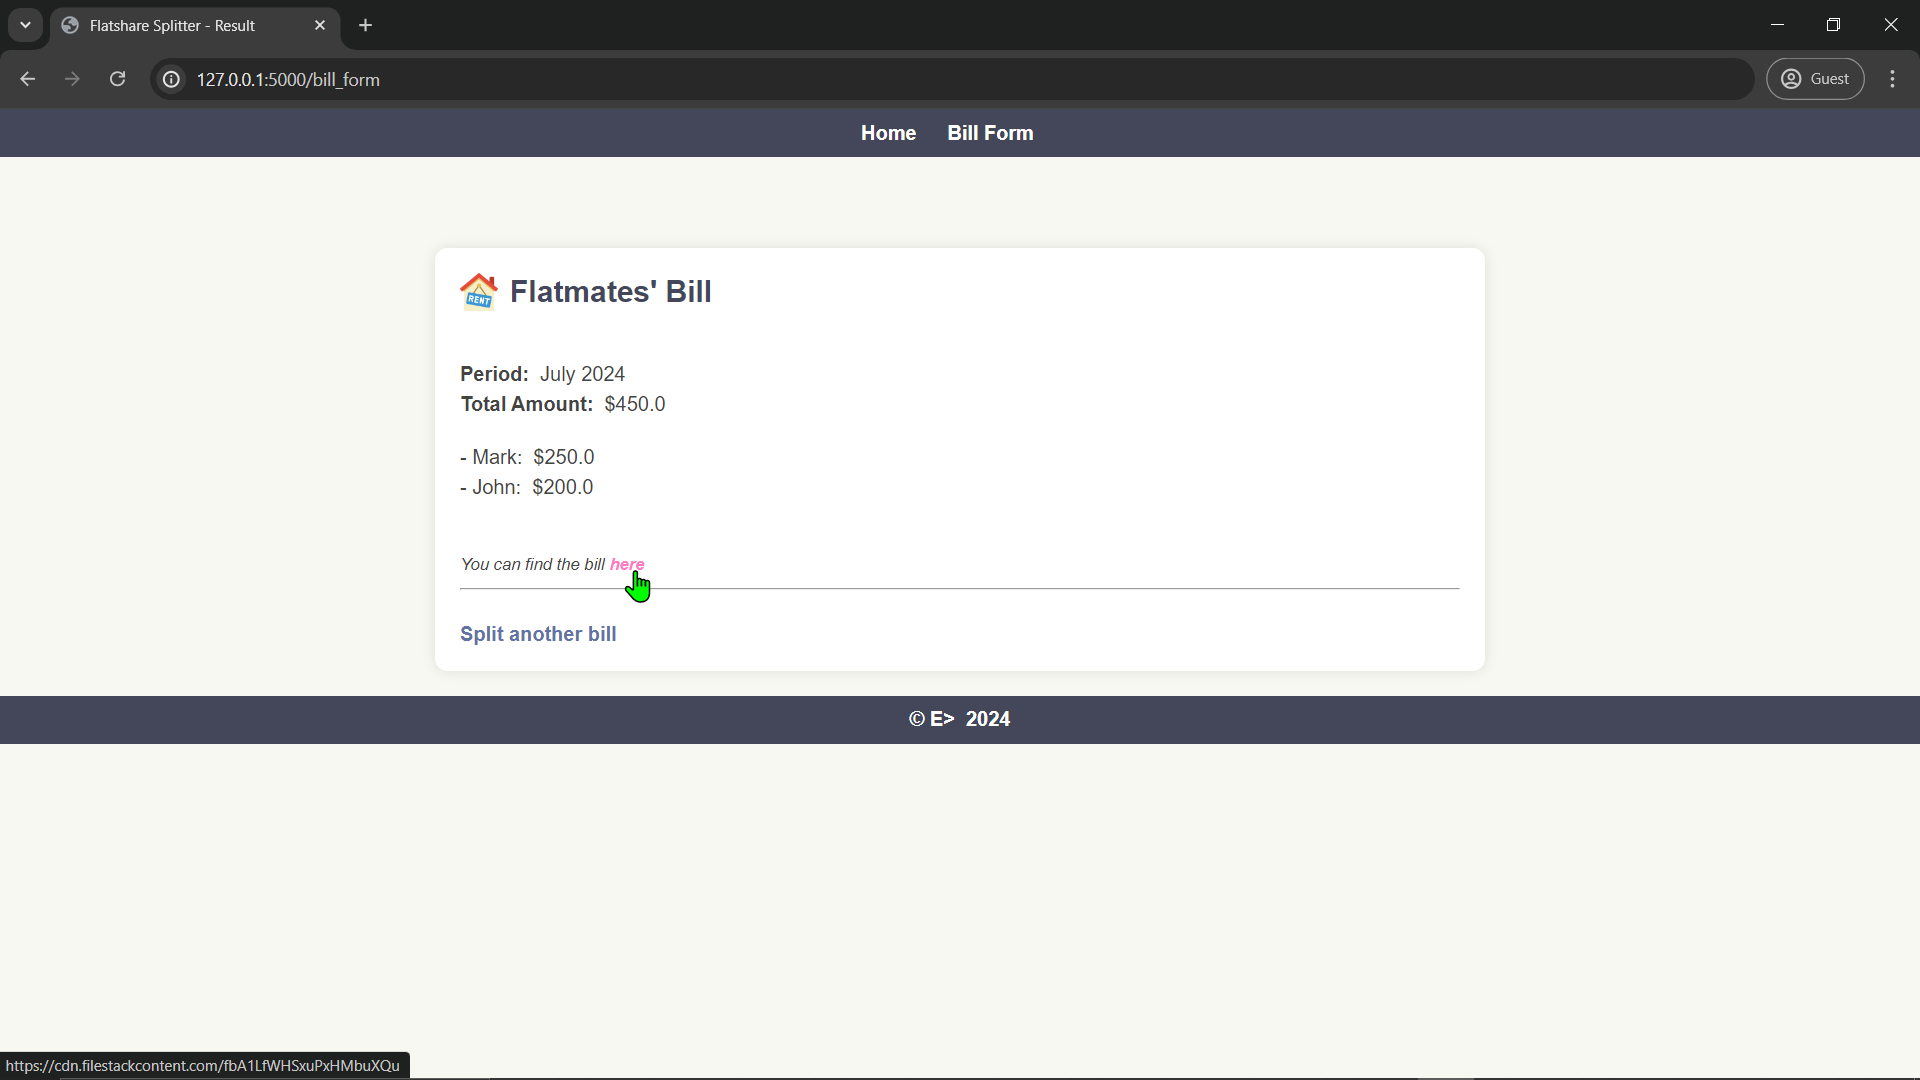 Flatshare Splitter - Result
127.0.0.1:5000/bill_form
Guest
Home Bill Form
RENT
Flatmates' Bill
Period: July 2024
Total Amount: $450.0
- Mark: $250.0
- John: $200.0
You can find the bill here
Split another bill
© E> 2024
https://cdn.filestackcontent.com/fbA1LfWHSxuPxHMbuXQu